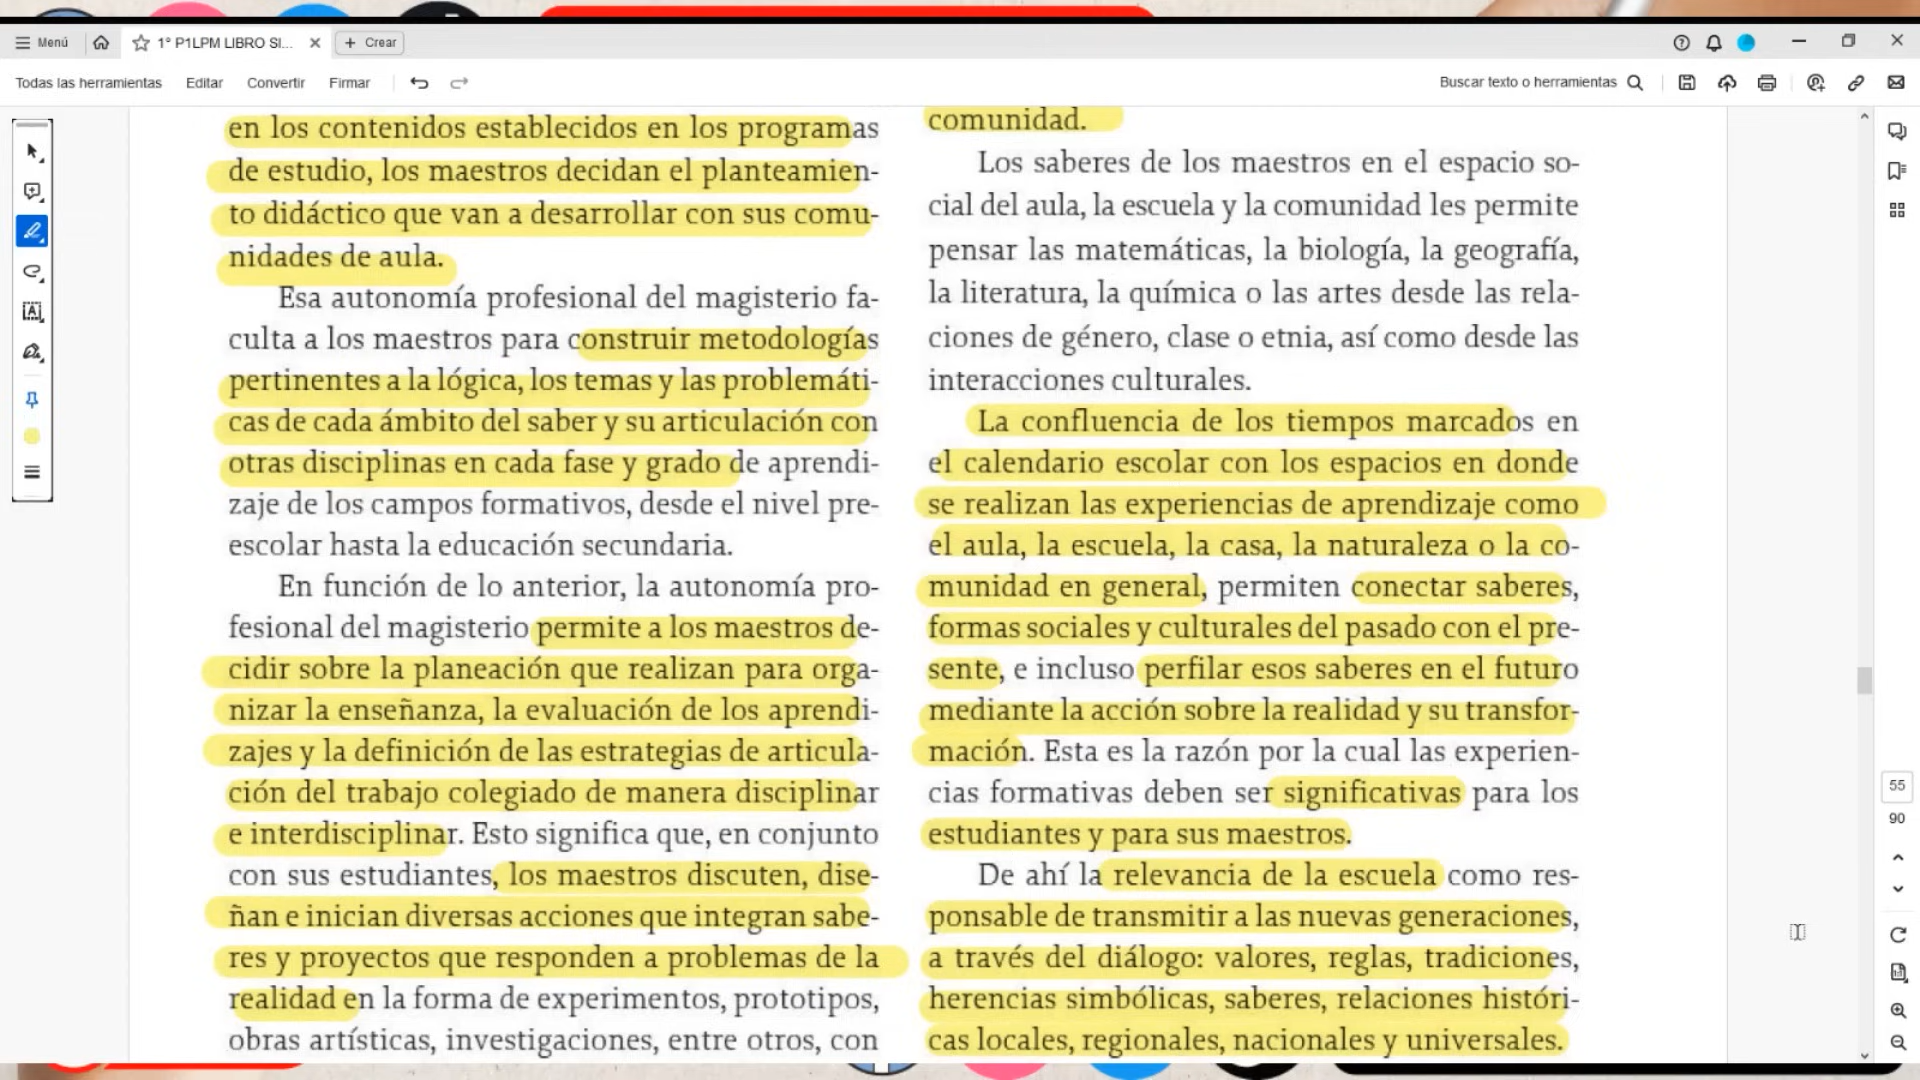 Menú
1° P1LPM LIBRO SI...
Crear
Todas las herramientas
Editar
Convertir
Firmar
Buscar texto o herramientas
en los contenidos establecidos en los programas
de estudio, los maestros decidan el planteamien-
to didáctico que van a desarrollar con sus comu-
nidades de aula.
Esa autonomía profesional del magisterio fa-
culta a los maestros para construir metodologías
pertinentes a la lógica, los temas y las problemáti-
cas de cada ámbito del saber y su articulación con
otras disciplinas en cada fase y grado de aprendi-
zaje de los campos formativos, desde el nivel pre-
escolar hasta la educación secundaria.
En función de lo anterior, la autonomía pro-
fesional del magisterio permite a los maestros de-
cidir sobre la planeación que realizan para orga-
nizar la enseñanza, la evaluación de los aprendi-
zajes y la definición de las estrategias de articula-
ción del trabajo colegiado de manera disciplinar
e interdisciplinar. Esto significa que, en conjunto
con sus estudiantes, los maestros discuten, dise-
ñan e inician diversas acciones que integran sabe-
res y proyectos que responden a problemas de la
realidad en la forma de experimentos, prototipos,
obras artísticas, investigaciones, entre otros, con
comunidad.
Los saberes de los maestros en el espacio so-
cial del aula, la escuela y la comunidad les permite
pensar las matemáticas, la biología, la geografía,
la literatura, la química o las artes desde las rela-
ciones de género, clase o etnia, así como desde las
interacciones culturales.
La confluencia de los tiempos marcados en
el calendario escolar con los espacios en donde
se realizan las experiencias de aprendizaje como
el aula, la escuela, la casa, la naturaleza o la co-
munidad en general, permiten conectar saberes,
formas sociales y culturales del pasado con el pre-
sente, e incluso perfilar esos saberes en el futuro
mediante la acción sobre la realidad y su transfor-
mación. Esta es la razón por la cual las experien-
cias formativas deben ser significativas para los
estudiantes y para sus maestros.
De ahí la relevancia de la escuela como res-
ponsable de transmitir a las nuevas generaciones,
a través del diálogo: valores, reglas, tradiciones,
herencias simbólicas, saberes, relaciones históri-
cas locales, regionales, nacionales y universales.
55
90